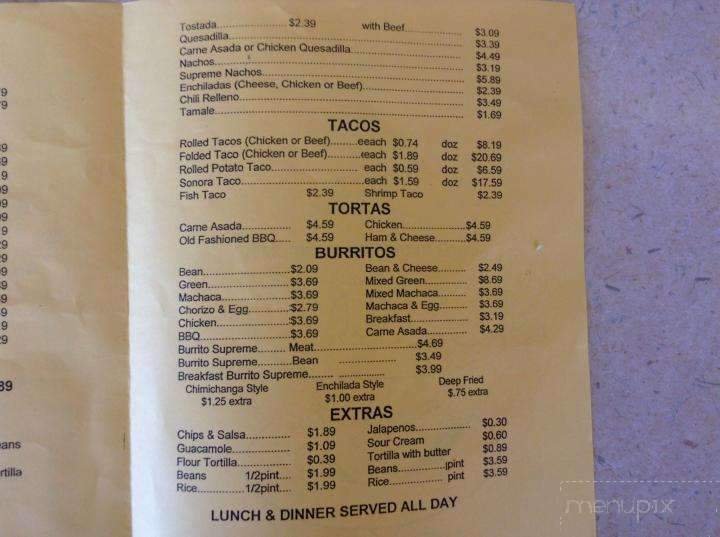 Tostada...............$2.39 with Beef.................. $3.09
Quesadilla.................................................. $3.39
Carne Asada or Chicken Quesadilla............................ $4.49
Nachos....................................................... $3.19
Supreme Nachos............................................... $5.89
Enchiladas (Cheese, Chicken or Beef)......................... $2.39
Chili Relleno................................................ $3.49
Tamale....................................................... $1.69
TACOS
Rolled Tacos (Chicken or Beef).........eeach $0.74 doz $8.19
Folded Taco (Chicken or Beef)..........eeach $1.89 doz $20.69
Rolled Potato Taco..................... each $0.59 doz $6.59
Sonora Taco............................each $1.59 doz $17.59
Fish Taco $2.39 Shrimp Taco $2.39
TORTAS
Carne Asada.............. $4.59 Chicken...................$4.59
Old Fashioned BBQ..... $4.59 Ham & Cheese.........$4.59
BURRITOS
Bean.........................$2.09 Bean & Cheese......... $2.49
Green........................$3.69 Mixed Green............ $8.69
Machaca.....................$3.69 Mixed Machaca......... $3.69
Chorizo & Egg............$2.79 Machaca & Egg......... $3.69
Chicken......................$3.69 Breakfast................. $3.19
BBQ..........................$3.69 Carne Asada............ $4.29
Burrito Supreme......... Meat...............................$4.69
Burrito Supreme.........Bean ................. $3.49
Breakfast Burrito Supreme........ .............. $3.99
Chimichanga Style Enchilada Style Deep Fried
$1.25 extra $1.00 extra $.75 extra
EXTRAS
Chips & Salsa............. $1.89 Jalapenos.................. $0.30
Guacamole................. $1.09 Sour Cream $0.60
Flour Tortilla............... $0.39 Tortilla with butter $0.89
Beans 1/2pint.... $1.99 Beans..................jpint $3.59
Rice..............1/2pint.... $1.99 Rice.................. pint $3.59
LUNCH & DINNER SERVED ALL DAY
89
eans
rtilla
menupix